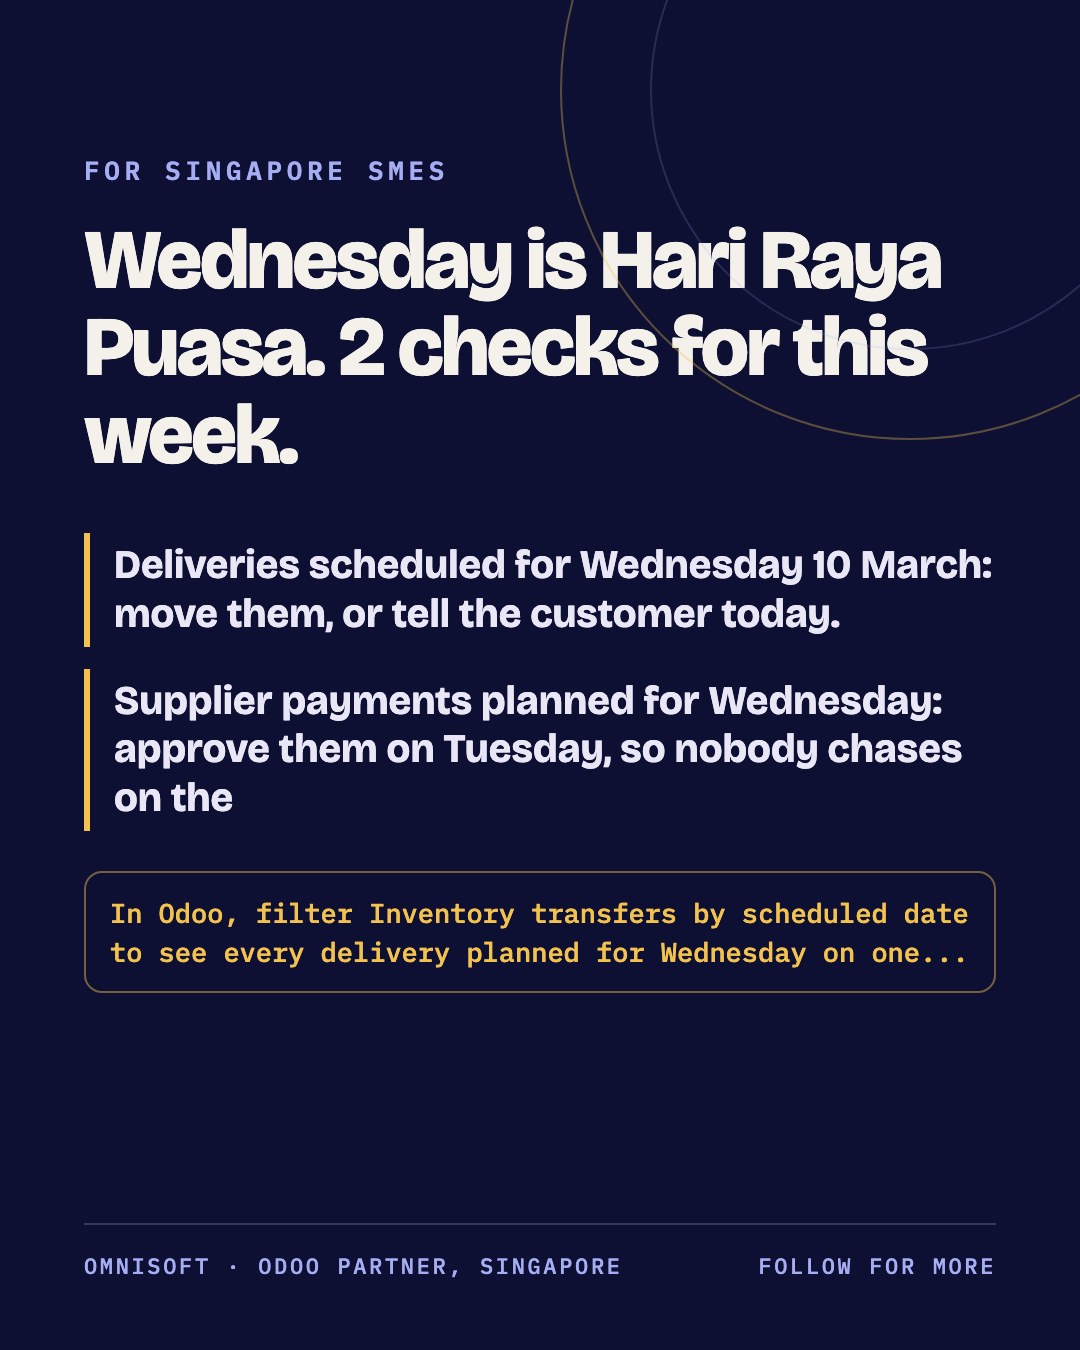 FOR SINGAPORE SMES
Wednesday is Hari Raya
Puasa. 2 checks for this
week.
Deliveries scheduled for Wednesday 10 March:
move them, or tell the customer today.
Supplier payments planned for Wednesday:
approve them on Tuesday, so nobody chases
on the
In Odoo, filter Inventory transfers by scheduled date
to see every delivery planned for Wednesday on one...
OMNISOFT · ODOO PARTNER, SINGAPORE
FOLLOW FOR MORE